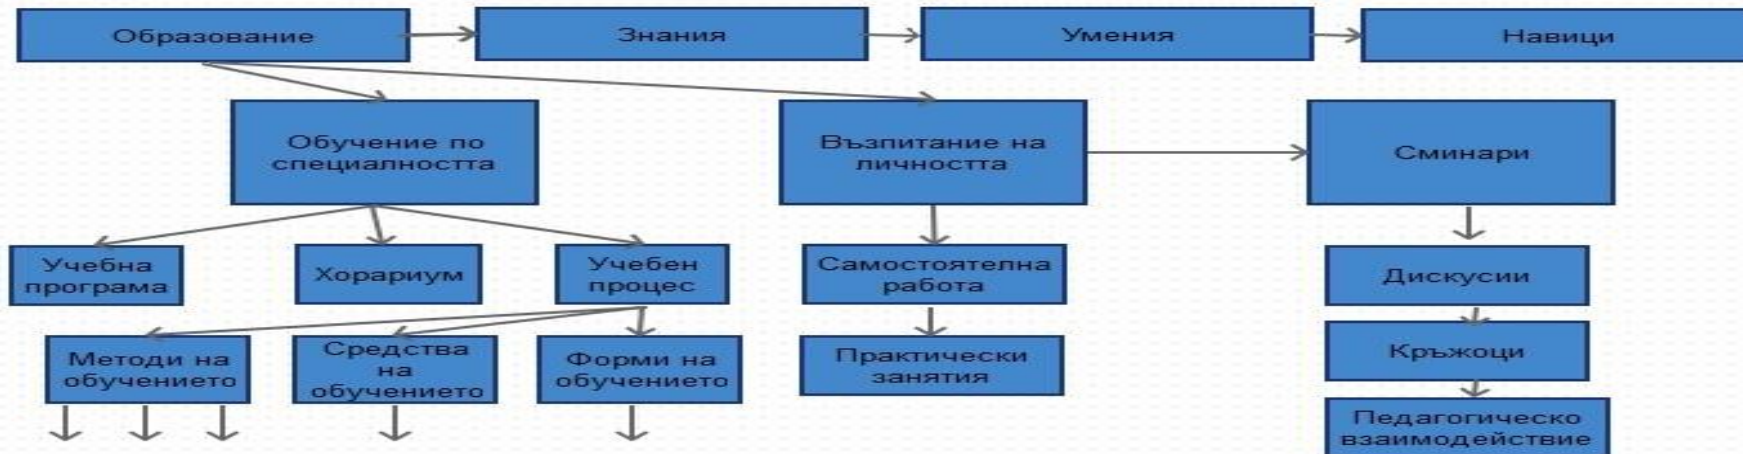 Образование
Знания
Умения
Навици
Обучение по
специалността
Възпитание на
личността
Сминари
Учебна
програма
Хорариум
Учебен
процес
Самостоятелна
работа
Дискусии
Методи на
обучението
Средства
на
обучението
Форми на
обучението
Практически
занятия
Кръжоци
Педагогическо
взаимодействие